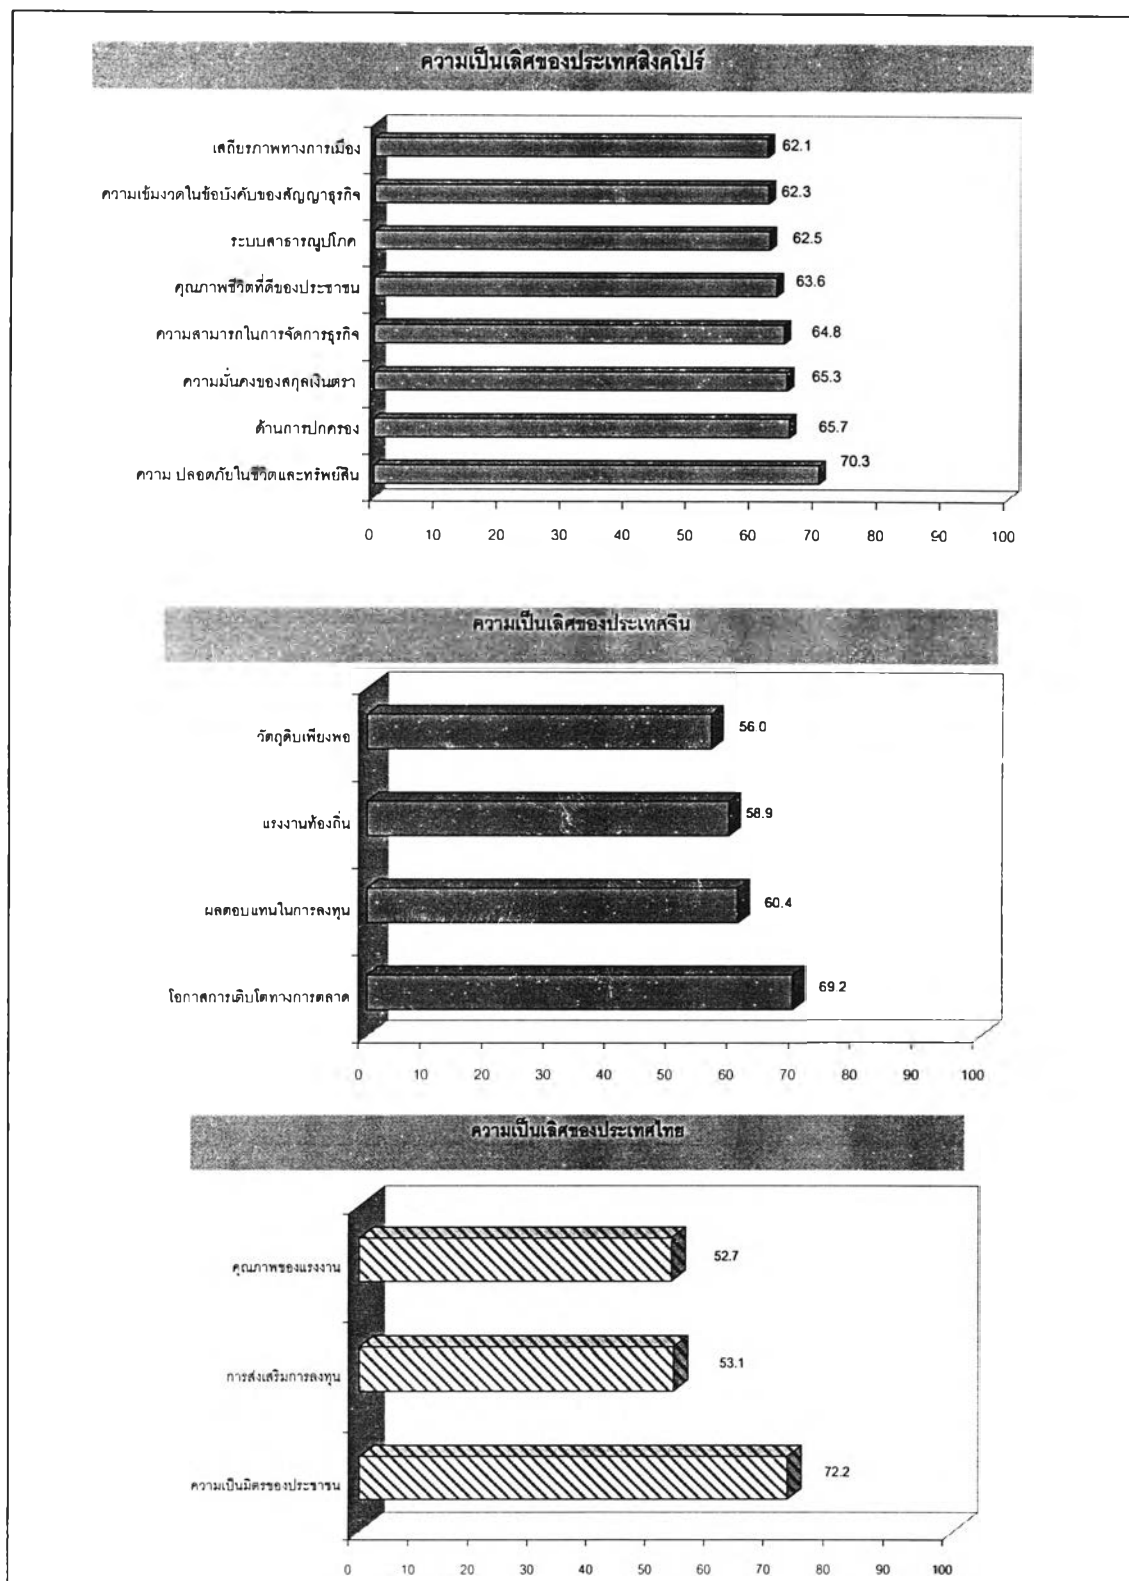 ความเป็นเลิศของประเทศสิงคโปร์
เสถียรภาพทางการเมือง 62.1
ความเข้มงวดในข้อบังคับของสัญญาธุรกิจ 62.3
ระบบสาธารณูปโภค 62.5
คุณภาพชีวิตที่ดีของประชาชน 63.6
ความสามารถในการจัดการธุรกิจ 64.8
ความมั่นคงของสกุลเงินตรา 65.3
ด้านการปกครอง 65.7
ความ ปลอดภัยในชีวิตและทรัพย์สิน 70.3
0 10 20 30 40 50 60 70 80 90 100
ความเป็นเลิศของประเทศจีน
วัตถุดิบเพียงพอ 56.0
แรงงานท้องถิ่น 58.9
ผลตอบแทนในการลงทุน 60.4
โอกาสการเติบโตทางการตลาด 69.2
0 10 20 30 40 50 60 70 80 90 100
ความเป็นเลิศของประเทศไทย
คุณภาพของแรงงาน 52.7
การส่งเสริมการลงทุน 53.1
ความเป็นมิตรของประชาชน 72.2
0 10 20 30 40 50 60 70 80 90 100